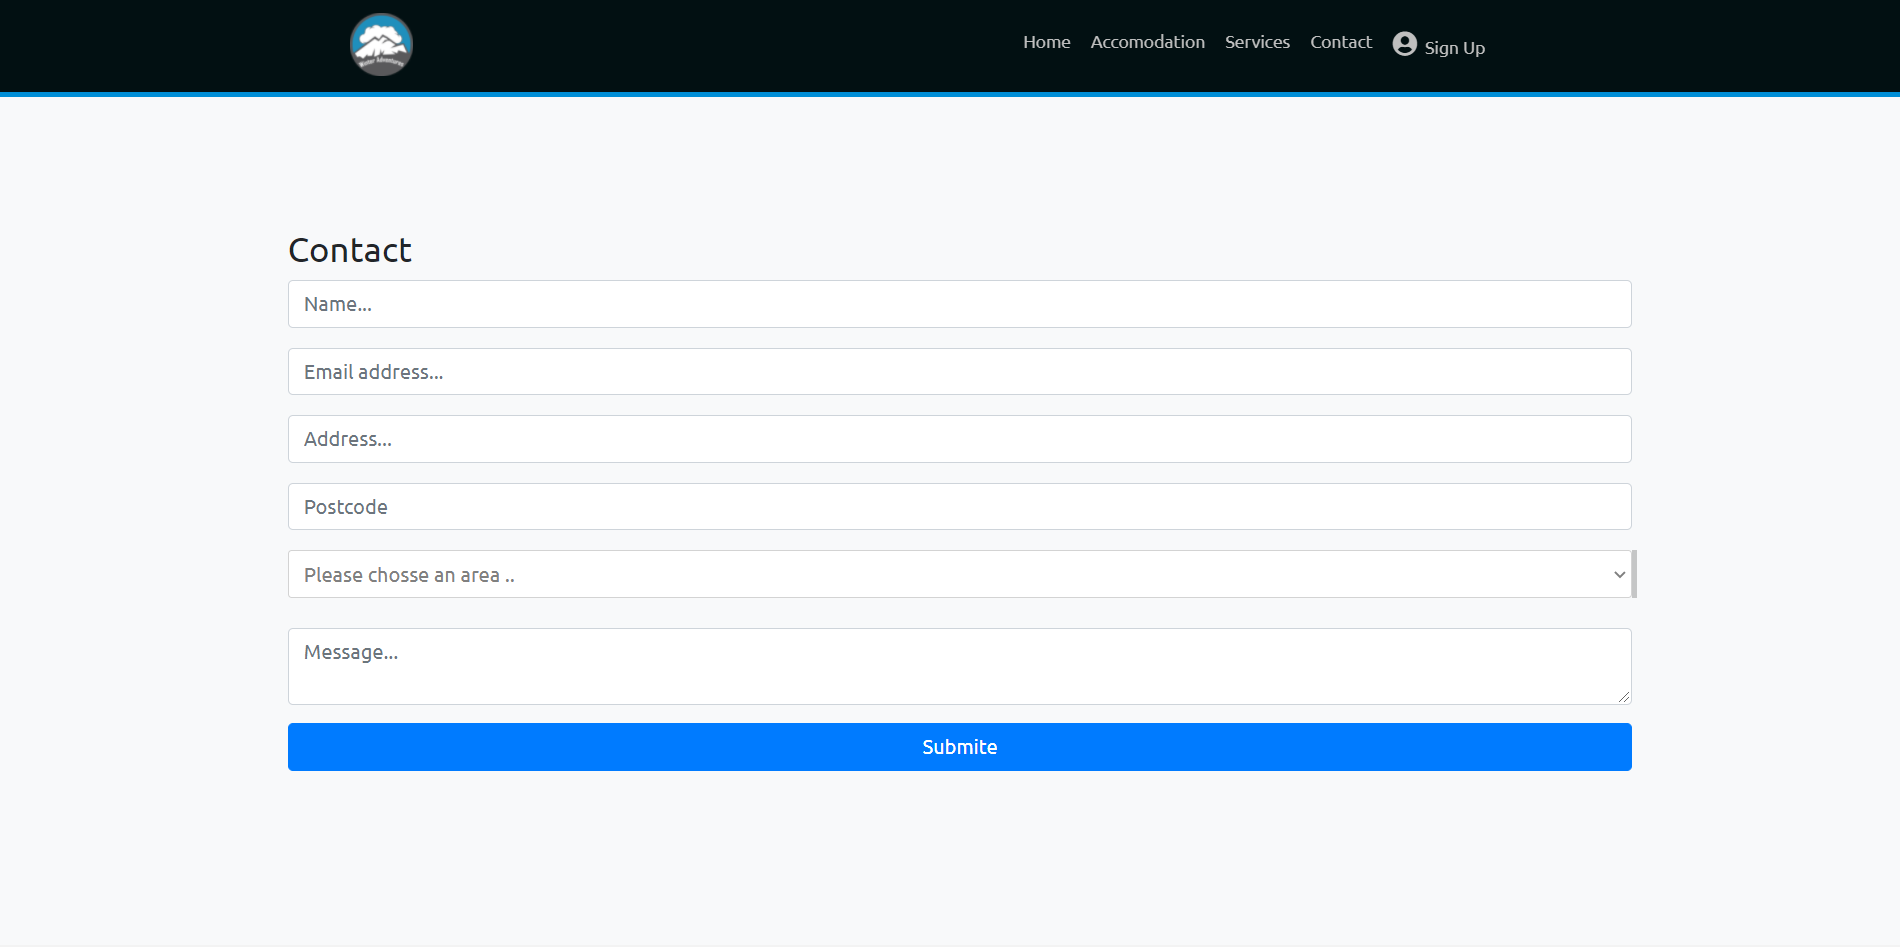 Home Accomodation Services Contact Sign Up
Contact
Name...
Email address...
Address...
Postcode
Please chosse an area ..
Message...
Submite